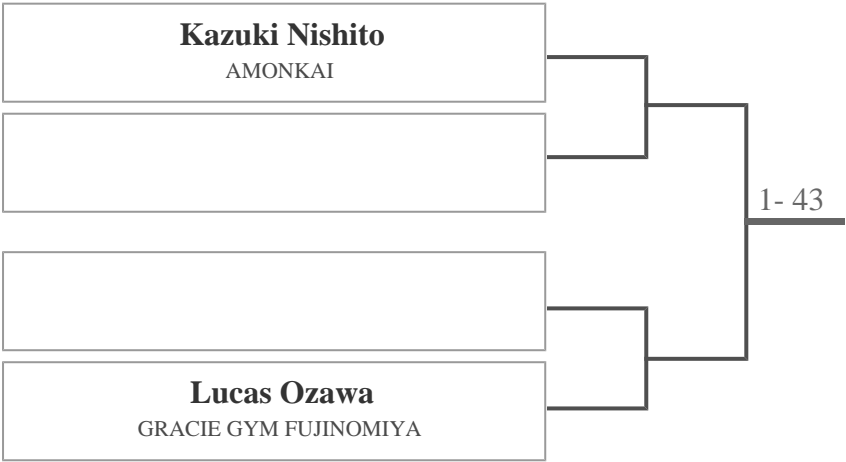 Kazuki Nishito
AMONKAI
1- 43
Lucas Ozawa
GRACIE GYM FUJINOMIYA